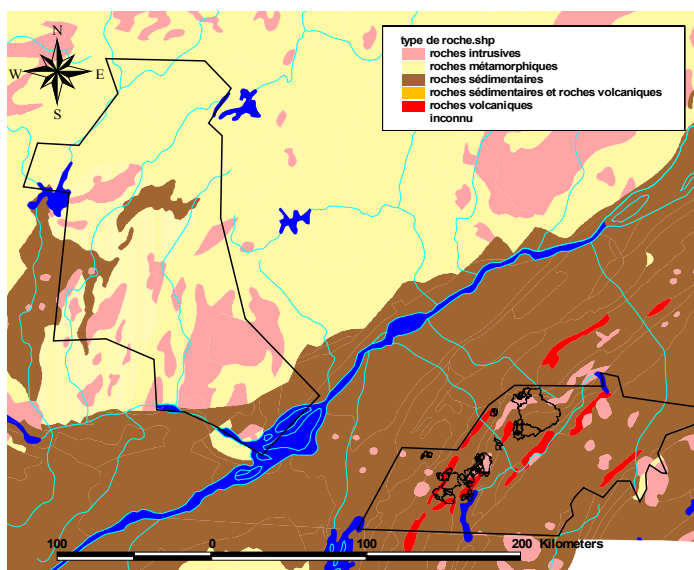 N
W E
S
type de roche.shp
roches intrusives
roches métamorphiques
roches sédimentaires
roches sédimentaires et roches volcaniques
roches volcaniques
inconnu
100 0 100 200 Kilometers